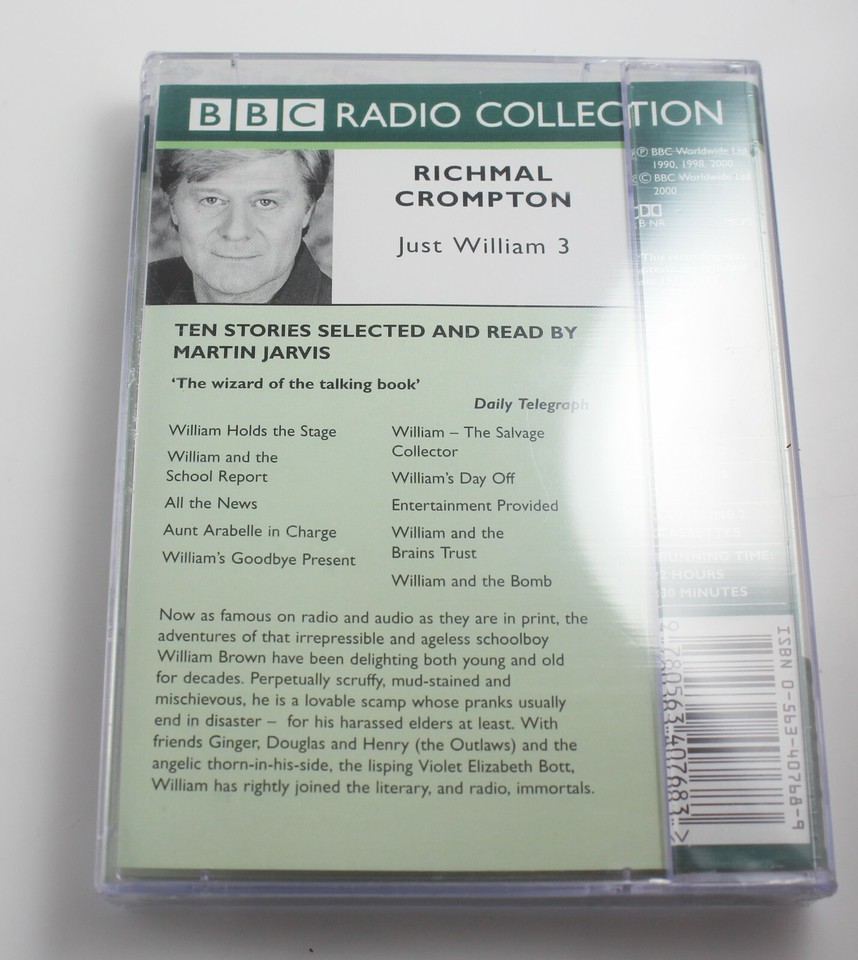 BBC RADIO COLLECTION
RICHMAL
CROMPTON
Just William 3
TEN STORIES SELECTED AND READ BY
MARTIN JARVIS
‘The wizard of the talking book’
Daily Telegraph
William Holds the Stage
William and the
School Report
All the News
Aunt Arabelle in Charge
William's Goodbye Present
William – The Salvage
Collector
William's Day Off
Entertainment Provided
William and the
Brains Trust
William and the Bomb
Now as famous on radio and audio as they are in print, the
adventures of that irrepressible and ageless schoolboy
William Brown have been delighting both young and old
for decades. Perpetually scruffy, mud-stained and
mischievous, he is a lovable scamp whose pranks usually
end in disaster – for his harassed elders at least. With
friends Ginger, Douglas and Henry (the Outlaws) and the
angelic thorn-in-his-side, the lisping Violet Elizabeth Bott,
William has rightly joined the literary, and radio, immortals.
Ⓟ BBC Worldwide Ltd
1990, 1998, 2000
© BBC Worldwide Ltd
2000
B NR
RUNNING TIME:
2 HOURS
MINUTES
ISBN 0-563-40768-9
9 780563 407683 >